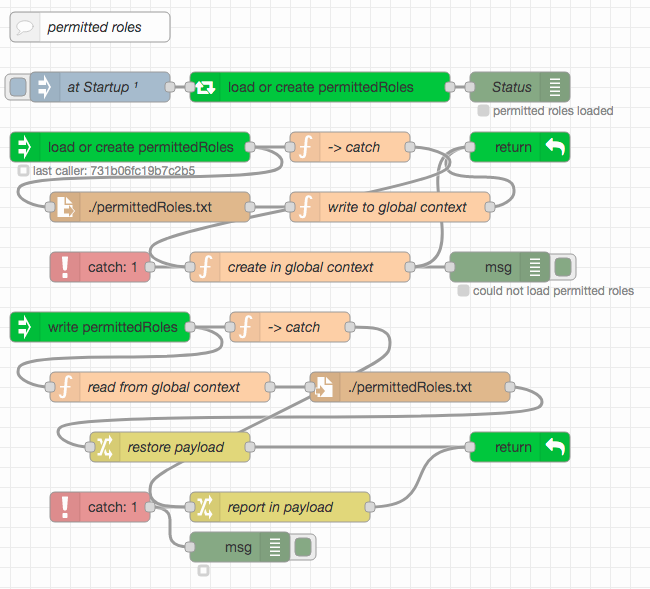 permitted roles
at Startup ¹
load or create permittedRoles
Status
permitted roles loaded
load or create permittedRoles
-> catch
return
last caller: 731b06fc19b7c2b5
./permittedRoles.txt
write to global context
catch: 1
create in global context
msg
could not load permitted roles
write permittedRoles
-> catch
read from global context
./permittedRoles.txt
restore payload
return
catch: 1
report in payload
msg